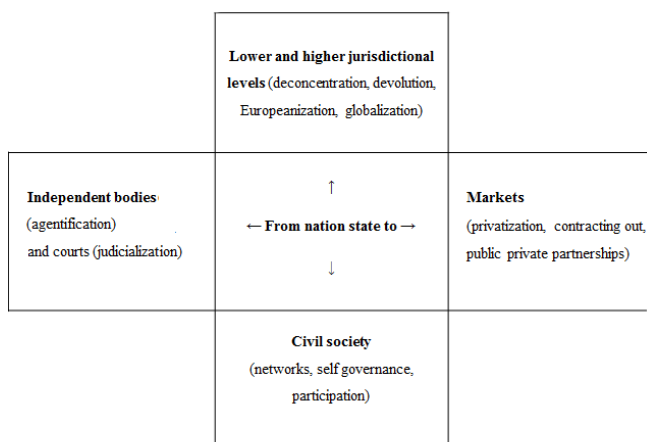 Lower and higher jurisdictional
levels (deconcentration, devolution,
Europeanization, globalization)
Independent bodies
(agentification)
and courts (judicialization)
↑
← From nation state to →
↓
Markets
(privatization, contracting out,
public private partnerships)
Civil society
(networks, self governance,
participation)